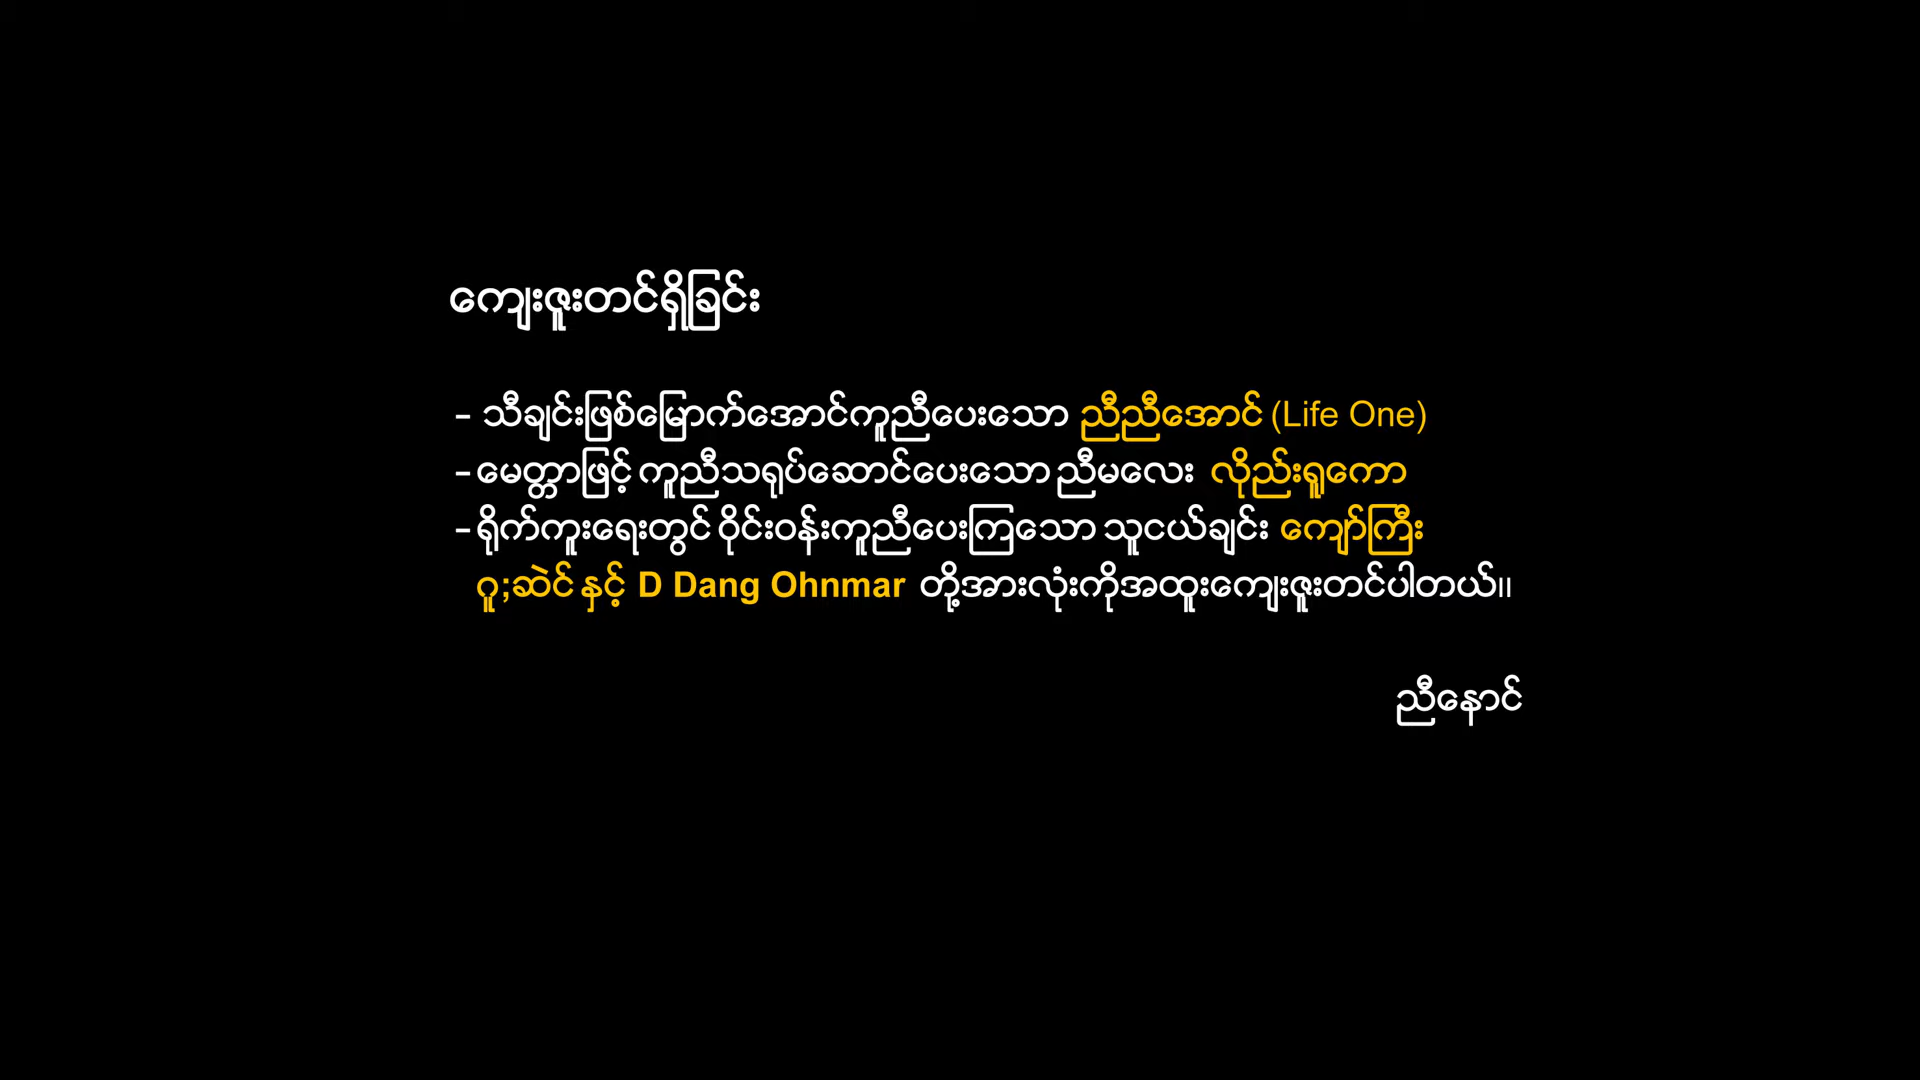 ကျေးဇူးတင်ရှိခြင်း
- သီချင်းဖြစ်မြောက်အောင်ကူညီပေးသော ညီညီအောင် (Life One)
- မေတ္တာဖြင့် ကူညီသရုပ်ဆောင်ပေးသော ညီမလေး လိုည်းရှူကော
- ရိုက်ကူးရေးတွင် ဝိုင်းဝန်းကူညီပေးကြသော သူငယ်ချင်း ကျော်ကြီး
ဂူ;ဆဲင် နှင့် D Dang Ohnmar တို့အားလုံးကိုအထူးကျေးဇူးတင်ပါတယ်။
ညီနောင်